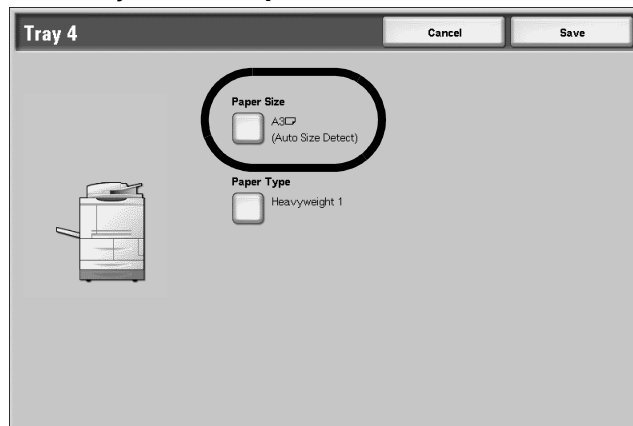 Tray 4
Cancel
Save
Paper Size
A3
(Auto Size Detect)
Paper Type
Heavyweight 1